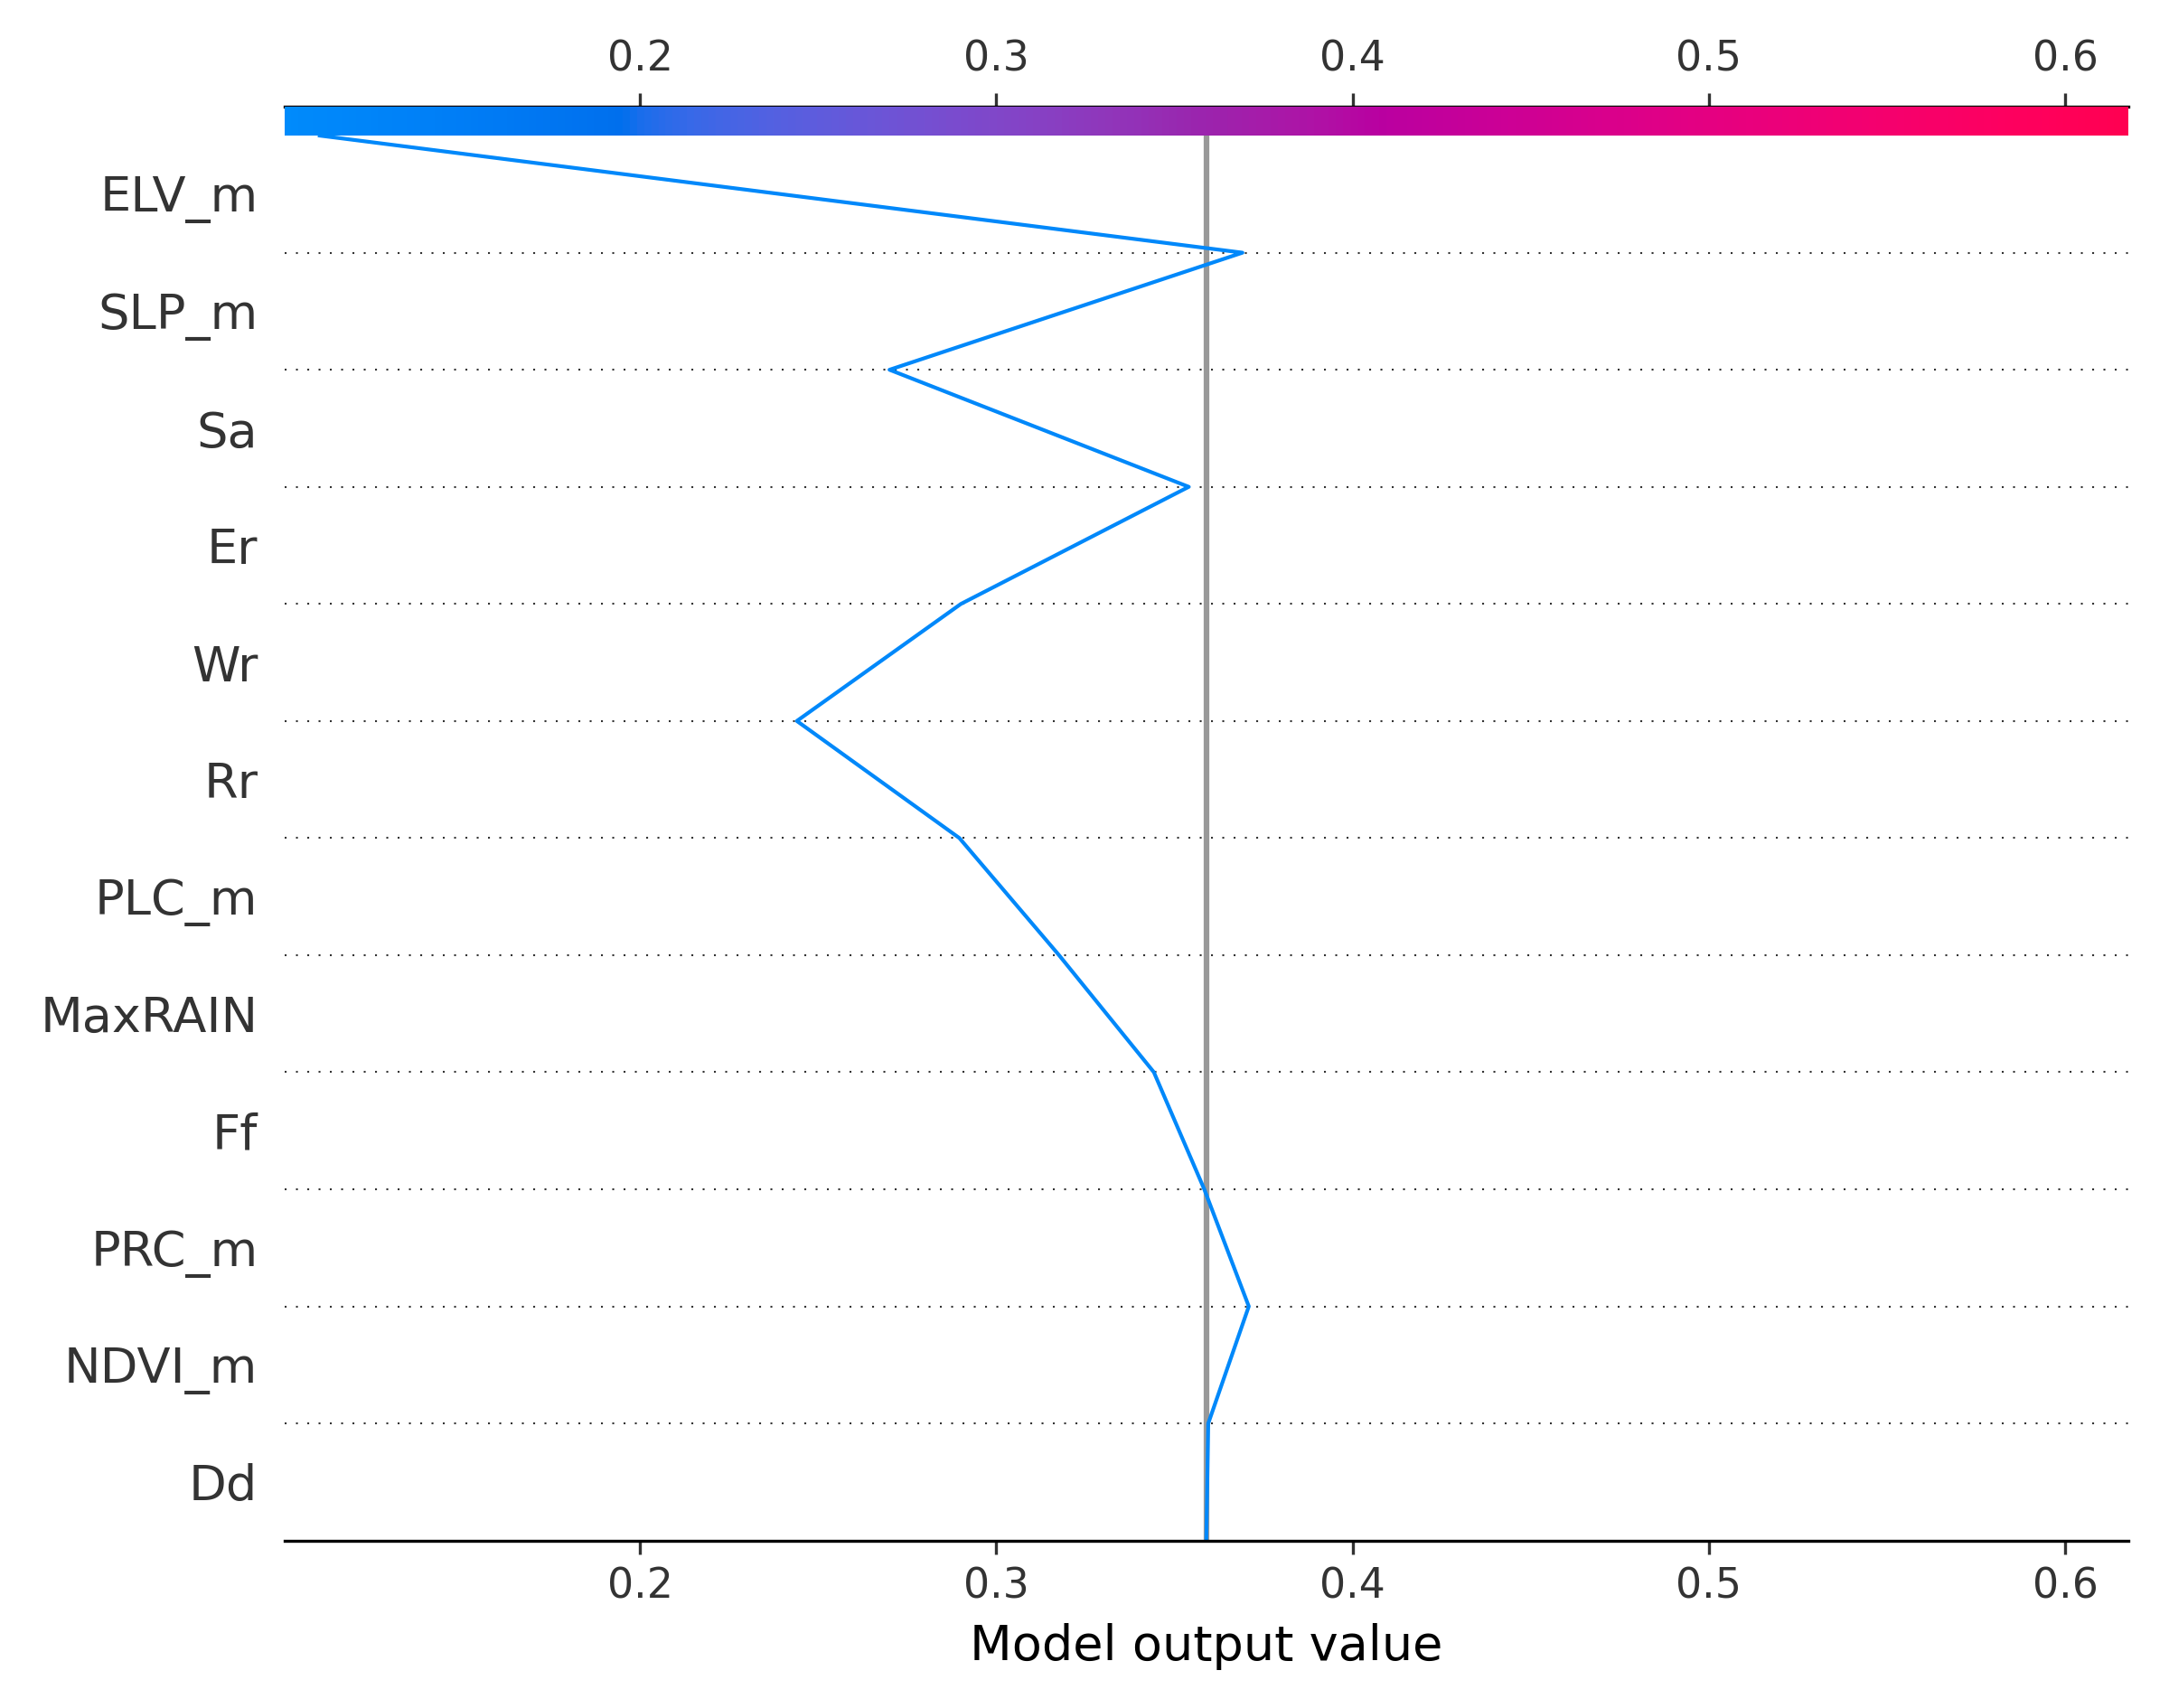 0.2 0.3 0.4 0.5 0.6
ELV_m
SLP_m
Sa
Er
Wr
Rr
PLC_m
MaxRAIN
Ff
PRC_m
NDVI_m
Dd
0.2 0.3 0.4 0.5 0.6
Model output value